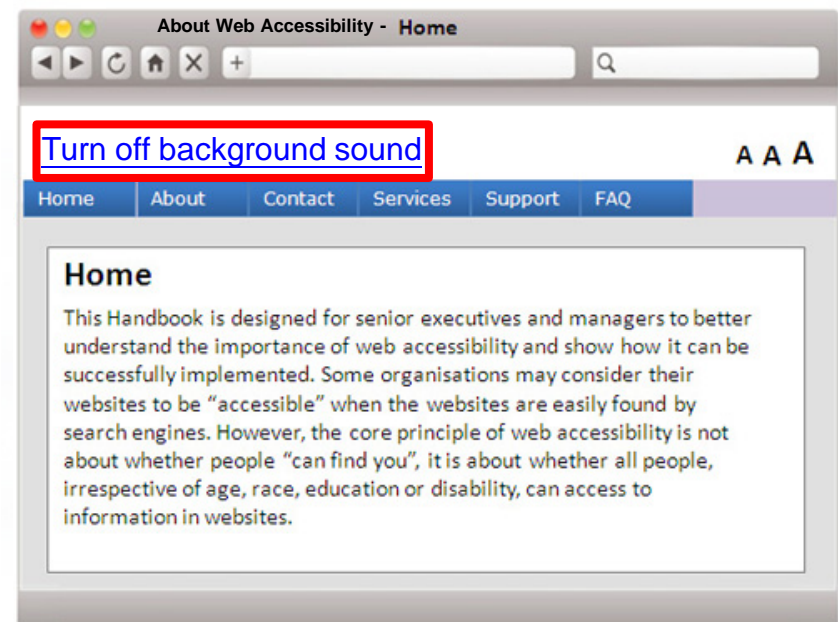 About Web Accessibility - Home
Turn off background sound
A A A
Home About Contact Services Support FAQ
Home
This Handbook is designed for senior executives and managers to better
understand the importance of web accessibility and show how it can be
successfully implemented. Some organisations may consider their
websites to be “accessible” when the websites are easily found by
search engines. However, the core principle of web accessibility is not
about whether people “can find you”, it is about whether all people,
irrespective of age, race, education or disability, can access to
information in websites.